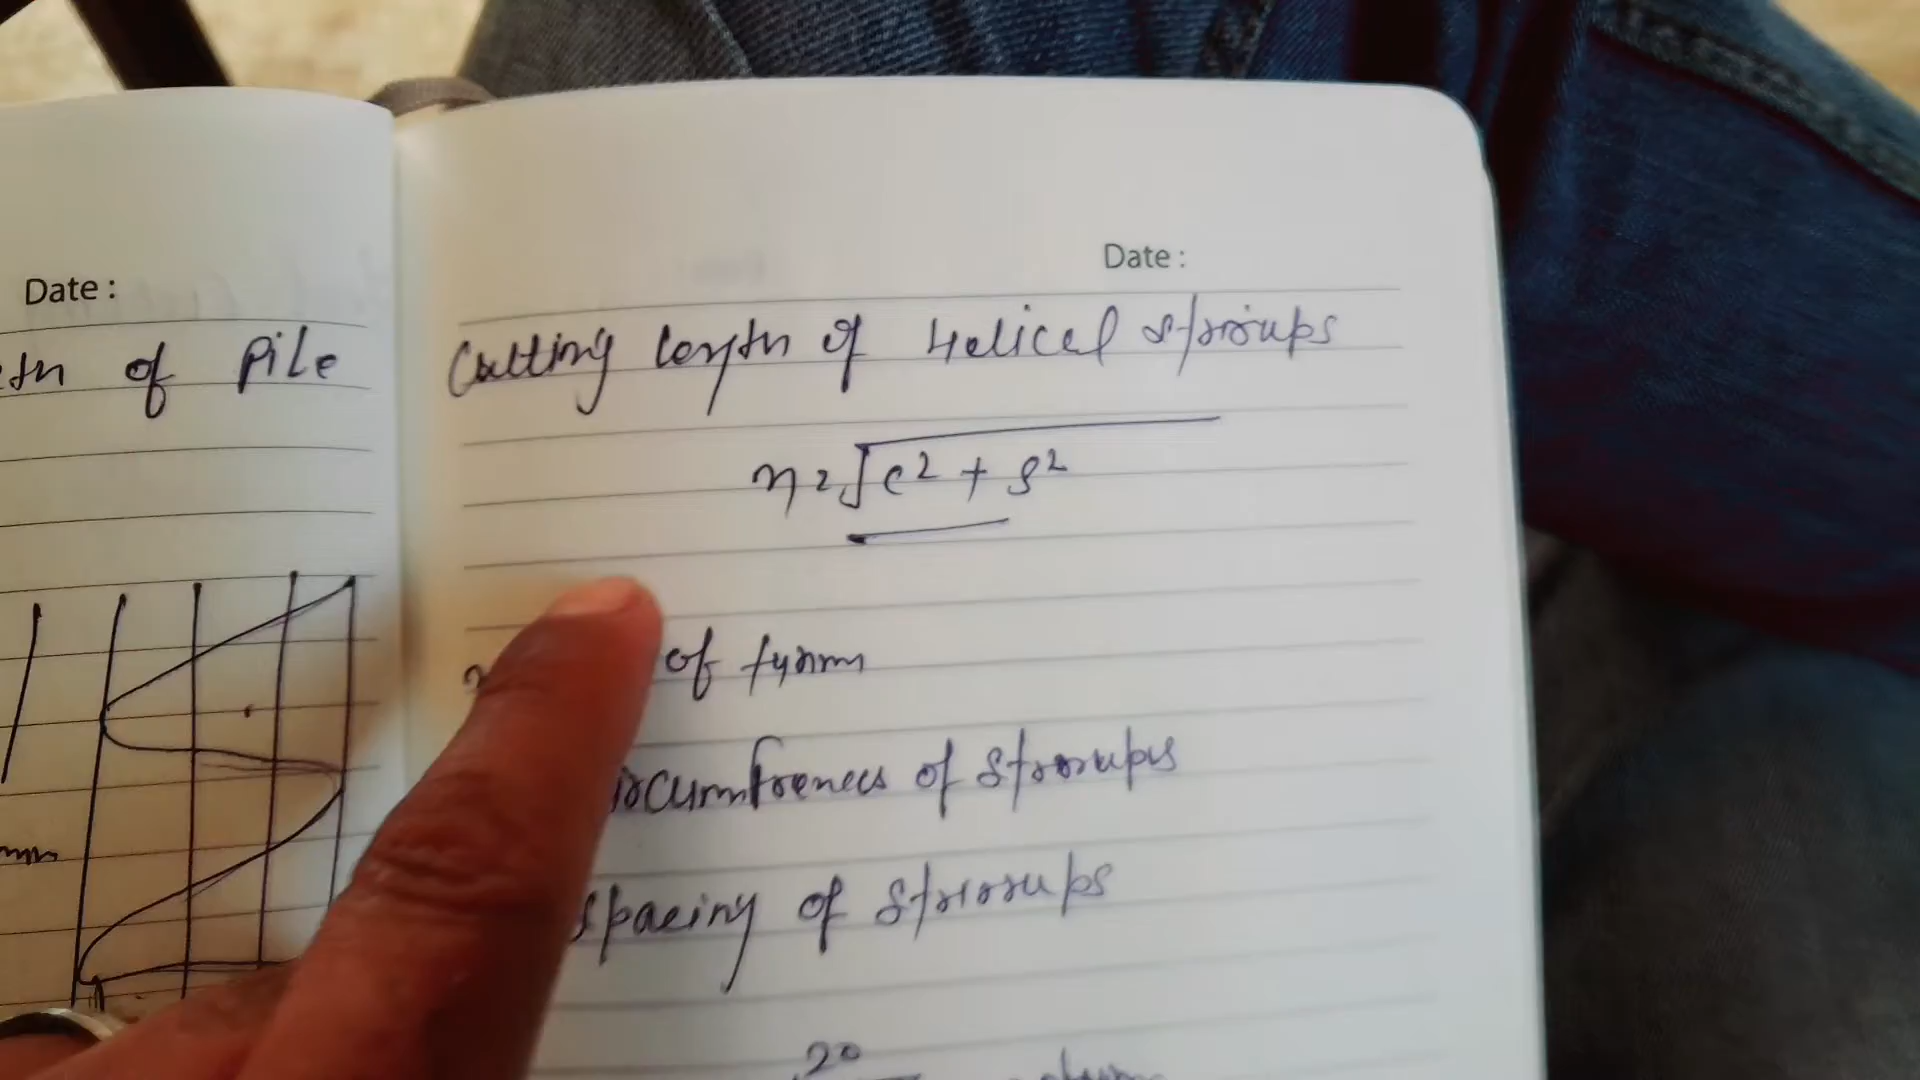 Date :
of Pile
Date :
Cutting length of Helical stirrups
n = √c² + s²
of turn
circumference of stirrups
spacing of stirrups
20